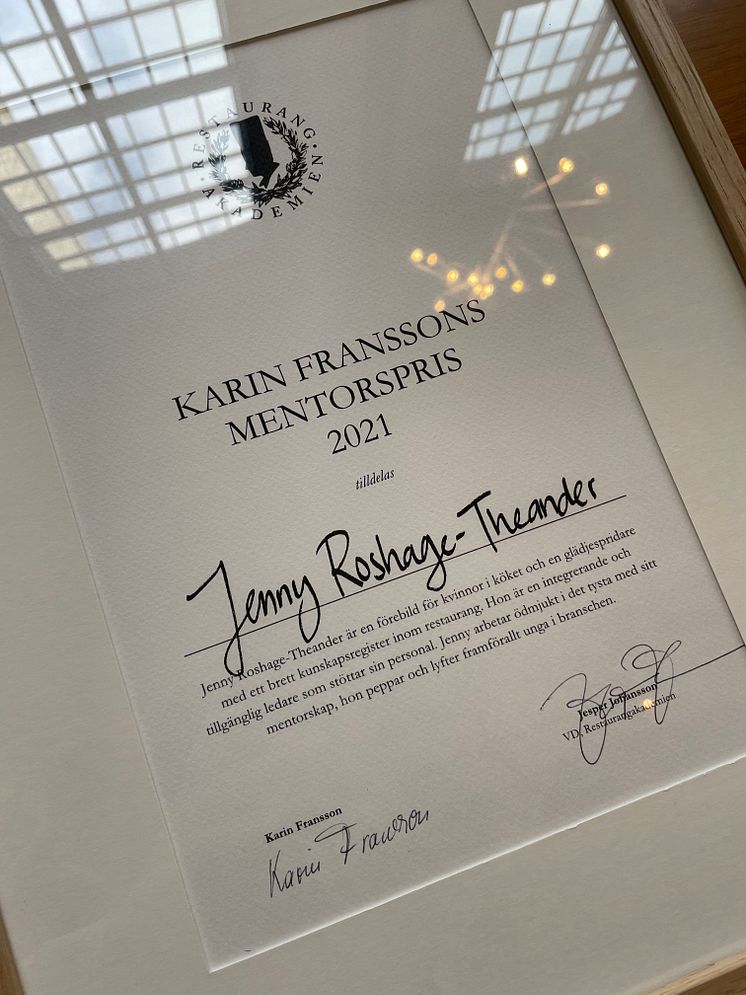 RESTAURANG
AKADEMIEN
KARIN FRANSSONS
MENTORSPRIS
2021
tilldelas
Jenny Roshage-Theander
Jenny Roshage-Theander är en förebild för kvinnor i köket och en glädjespridare
med ett brett kunskapsregister inom restaurang. Hon är en integrerande och
tillgänglig ledare som stöttar sin personal. Jenny arbetar ödmjukt i det tysta med sitt
mentorskap, hon peppar och lyfter framförallt unga i branschen.
Jesper Johansson
VD, Restaurangakademien
Karin Fransson
Karin Fransson